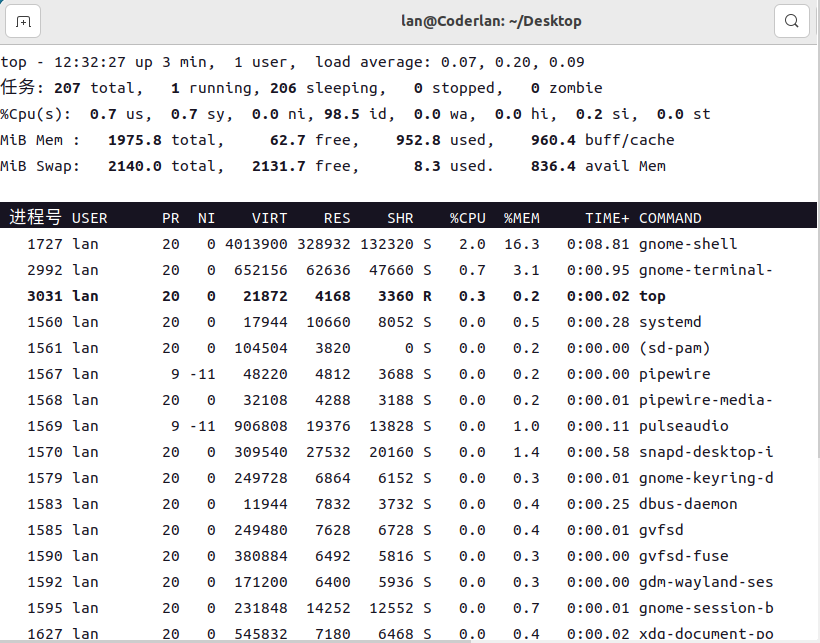 lan@Coderlan: ~/Desktop
top - 12:32:27 up 3 min,  1 user,  load average: 0.07, 0.20, 0.09
任务: 207 total,   1 running, 206 sleeping,   0 stopped,   0 zombie
%Cpu(s):  0.7 us,  0.7 sy,  0.0 ni, 98.5 id,  0.0 wa,  0.0 hi,  0.2 si,  0.0 st
MiB Mem :   1975.8 total,     62.7 free,    952.8 used,    960.4 buff/cache
MiB Swap:   2140.0 total,   2131.7 free,      8.3 used.    836.4 avail Mem
进程号 USER      PR  NI    VIRT    RES    SHR    %CPU  %MEM     TIME+ COMMAND
1727 lan       20   0 4013900 328932 132320 S   2.0  16.3   0:08.81 gnome-shell
2992 lan       20   0  652156  62636  47660 S   0.7   3.1   0:00.95 gnome-terminal-
3031 lan       20   0   21872   4168   3360 R   0.3   0.2   0:00.02 top
1560 lan       20   0   17944  10660   8052 S   0.0   0.5   0:00.28 systemd
1561 lan       20   0  104504   3820      0 S   0.0   0.2   0:00.00 (sd-pam)
1567 lan        9 -11   48220   4812   3688 S   0.0   0.2   0:00.00 pipewire
1568 lan       20   0   32108   4288   3188 S   0.0   0.2   0:00.01 pipewire-media-
1569 lan        9 -11  906808  19376  13828 S   0.0   1.0   0:00.11 pulseaudio
1570 lan       20   0  309540  27532  20160 S   0.0   1.4   0:00.58 snapd-desktop-i
1579 lan       20   0  249728   6864   6152 S   0.0   0.3   0:00.01 gnome-keyring-d
1583 lan       20   0   11944   7832   3732 S   0.0   0.4   0:00.25 dbus-daemon
1585 lan       20   0  249480   7628   6728 S   0.0   0.4   0:00.01 gvfsd
1590 lan       20   0  380884   6492   5816 S   0.0   0.3   0:00.00 gvfsd-fuse
1592 lan       20   0  171200   6400   5936 S   0.0   0.3   0:00.00 gdm-wayland-ses
1595 lan       20   0  231848  14252  12552 S   0.0   0.7   0:00.01 gnome-session-b
1627 lan       20   0  545832   7180   6468 S   0.0   0.4   0:00.02 xdg-document-po